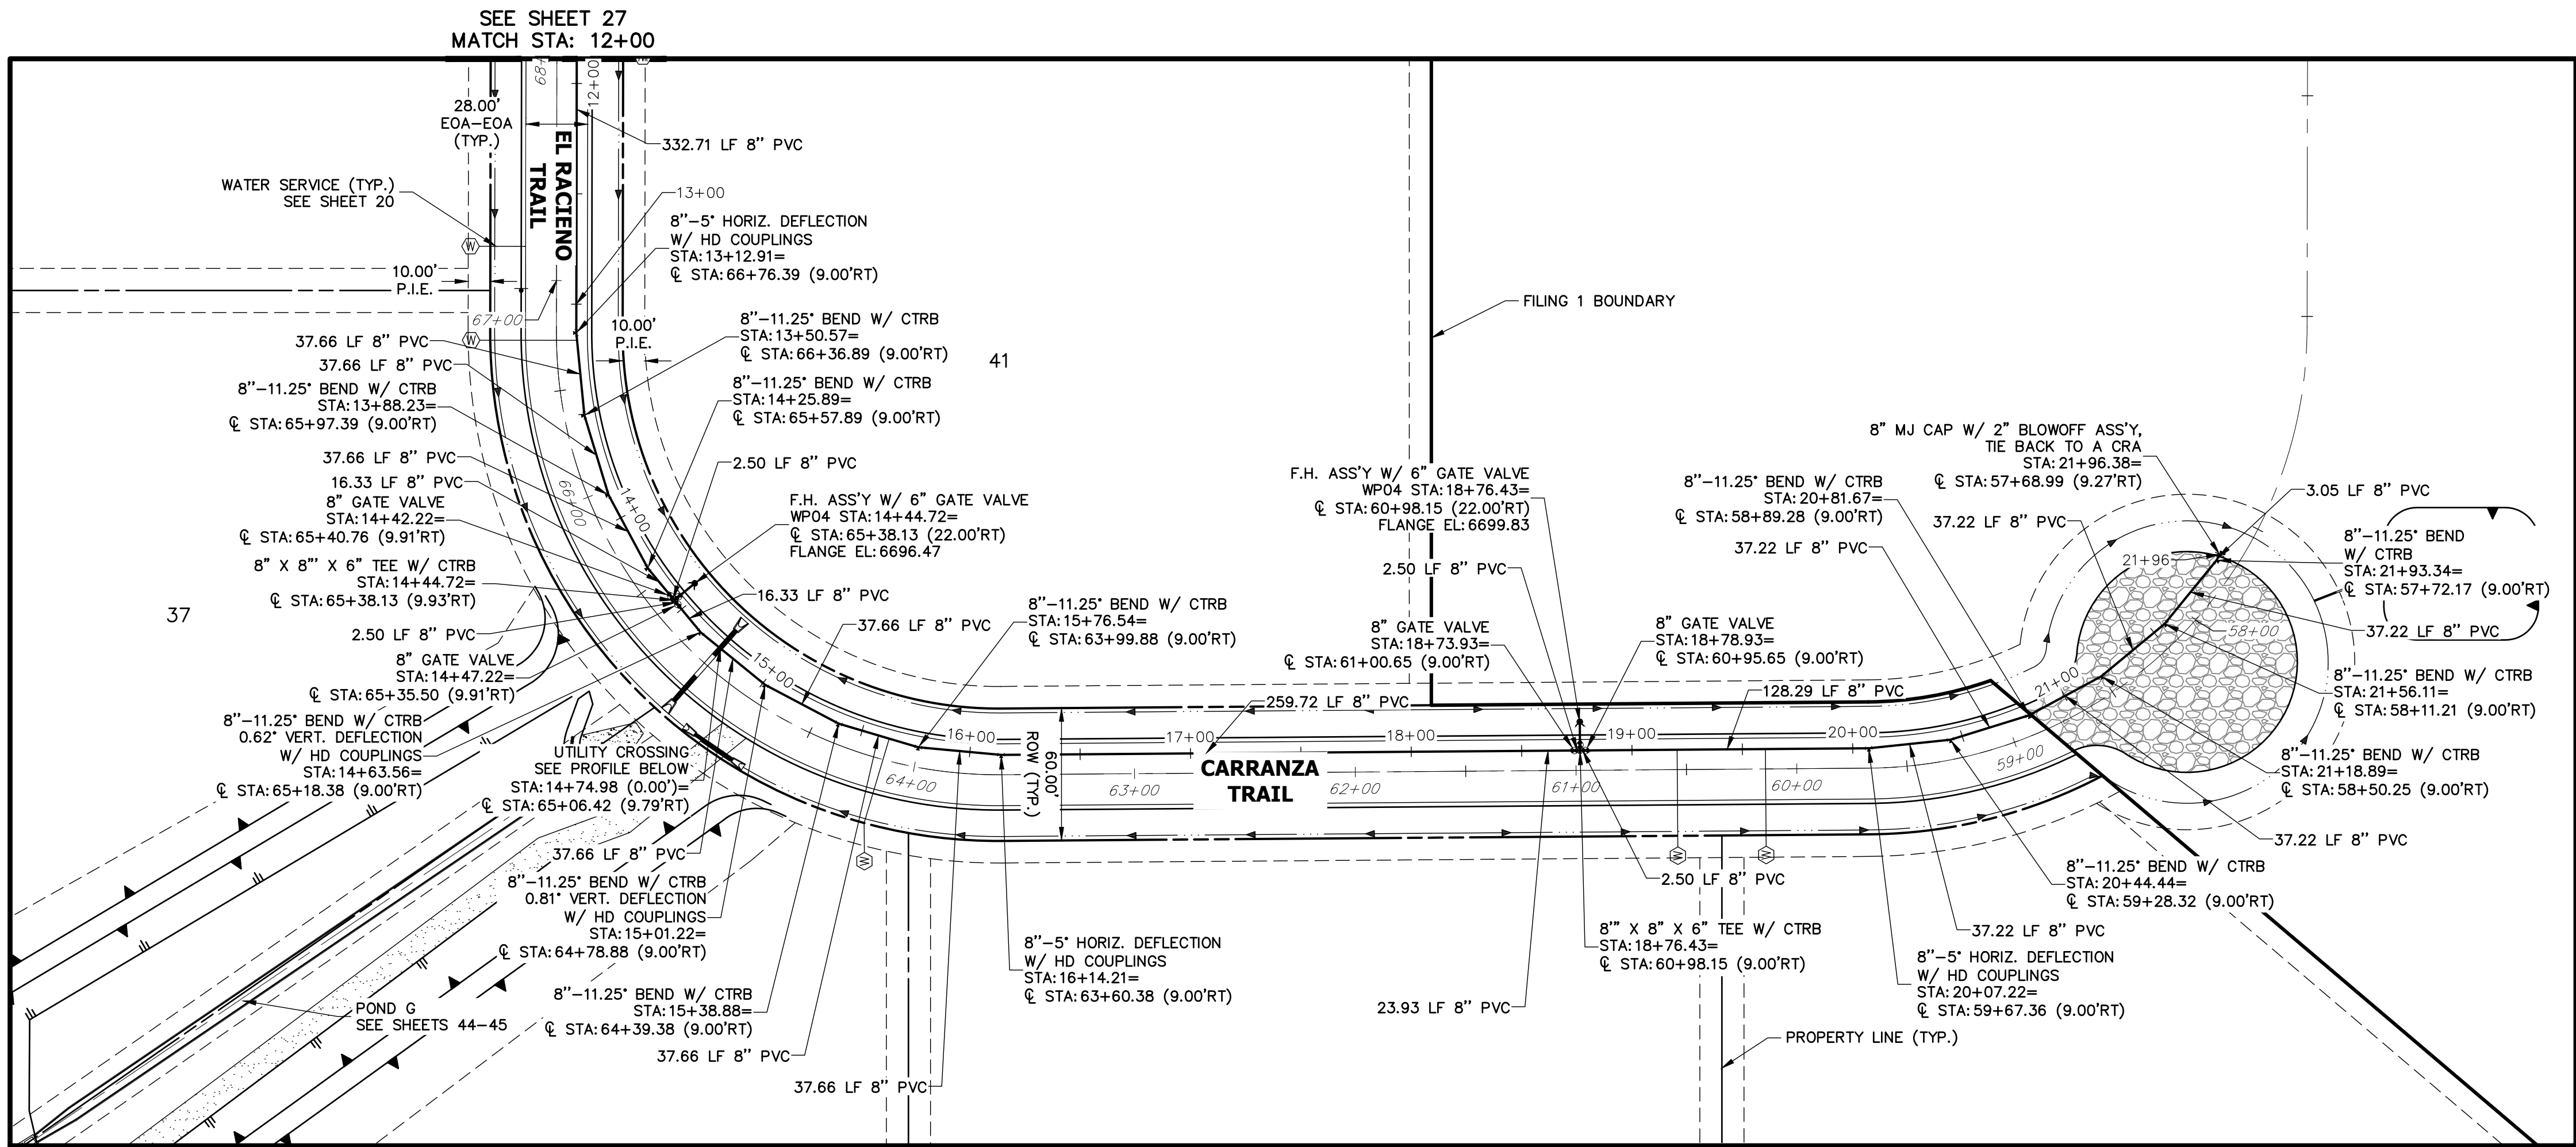 SEE SHEET 27
MATCH STA: 12+00
28.00'
EOA-EOA
(TYP.)
68+
12+00
EL RACIENO
TRAIL
332.71 LF 8" PVC
WATER SERVICE (TYP.)
SEE SHEET 20
W
13+00
8"-5° HORIZ. DEFLECTION
W/ HD COUPLINGS
STA:13+12.91=
℄ STA:66+76.39 (9.00'RT)
10.00'
P.I.E.
67+00
W
10.00'
P.I.E.
8"-11.25° BEND W/ CTRB
STA:13+50.57=
℄ STA:66+36.89 (9.00'RT)
41
37.66 LF 8" PVC
37.66 LF 8" PVC
8"-11.25° BEND W/ CTRB
STA:13+88.23=
℄ STA:65+97.39 (9.00'RT)
8"-11.25° BEND W/ CTRB
STA:14+25.89=
℄ STA:65+57.89 (9.00'RT)
37.66 LF 8" PVC
16.33 LF 8" PVC
8" GATE VALVE
STA:14+42.22=
℄ STA:65+40.76 (9.91'RT)
2.50 LF 8" PVC
66+00
14+00
F.H. ASS'Y W/ 6" GATE VALVE
WP04 STA:14+44.72=
℄ STA:65+38.13 (22.00'RT)
FLANGE EL:6696.47
8" X 8"' X 6" TEE W/ CTRB
STA:14+44.72=
℄ STA:65+38.13 (9.93'RT)
37
2.50 LF 8" PVC
8" GATE VALVE
STA:14+47.22=
℄ STA:65+35.50 (9.91'RT)
16.33 LF 8" PVC
37.66 LF 8" PVC
15+00
8"-11.25° BEND W/ CTRB
0.62° VERT. DEFLECTION
W/ HD COUPLINGS
STA:14+63.56=
℄ STA:65+18.38 (9.00'RT)
UTILITY CROSSING
SEE PROFILE BELOW
STA:14+74.98 (0.00')=
℄ STA:65+06.42 (9.79'RT)
37.66 LF 8" PVC
8"-11.25° BEND W/ CTRB
0.81° VERT. DEFLECTION
W/ HD COUPLINGS
STA:15+01.22=
℄ STA:64+78.88 (9.00'RT)
8"-11.25° BEND W/ CTRB
STA:15+38.88=
℄ STA:64+39.38 (9.00'RT)
37.66 LF 8" PVC
37.66 LF 8" PVC
POND G
SEE SHEETS 44-45
8"-11.25° BEND W/ CTRB
STA:15+76.54=
℄ STA:63+99.88 (9.00'RT)
W
64+00
16+00
ROW (TYP.)
60.00'
8"-5° HORIZ. DEFLECTION
W/ HD COUPLINGS
STA:16+14.21=
℄ STA:63+60.38 (9.00'RT)
63+00
17+00
CARRANZA
TRAIL
259.72 LF 8" PVC
62+00
18+00
FILING 1 BOUNDARY
F.H. ASS'Y W/ 6" GATE VALVE
WP04 STA:18+76.43=
℄ STA:60+98.15 (22.00'RT)
FLANGE EL:6699.83
2.50 LF 8" PVC
8" GATE VALVE
STA:18+73.93=
℄ STA:61+00.65 (9.00'RT)
8" GATE VALVE
STA:18+78.93=
℄ STA:60+95.65 (9.00'RT)
128.29 LF 8" PVC
19+00
20+00
61+00
60+00
W
W
2.50 LF 8" PVC
8"' X 8" X 6" TEE W/ CTRB
STA:18+76.43=
℄ STA:60+98.15 (9.00'RT)
23.93 LF 8" PVC
PROPERTY LINE (TYP.)
8"-11.25° BEND W/ CTRB
STA:20+81.67=
℄ STA:58+89.28 (9.00'RT)
37.22 LF 8" PVC
8" MJ CAP W/ 2" BLOWOFF ASS'Y,
TIE BACK TO A CRA
STA:21+96.38=
℄ STA:57+68.99 (9.27'RT)
37.22 LF 8" PVC
3.05 LF 8" PVC
8"-11.25° BEND
W/ CTRB
STA:21+93.34=
℄ STA:57+72.17 (9.00'RT)
21+96
37.22 LF 8" PVC
58+00
21+00
59+00
8"-11.25° BEND W/ CTRB
STA:21+56.11=
℄ STA:58+11.21 (9.00'RT)
8"-11.25° BEND W/ CTRB
STA:21+18.89=
℄ STA:58+50.25 (9.00'RT)
37.22 LF 8" PVC
8"-11.25° BEND W/ CTRB
STA:20+44.44=
℄ STA:59+28.32 (9.00'RT)
37.22 LF 8" PVC
8"-5° HORIZ. DEFLECTION
W/ HD COUPLINGS
STA:20+07.22=
℄ STA:59+67.36 (9.00'RT)